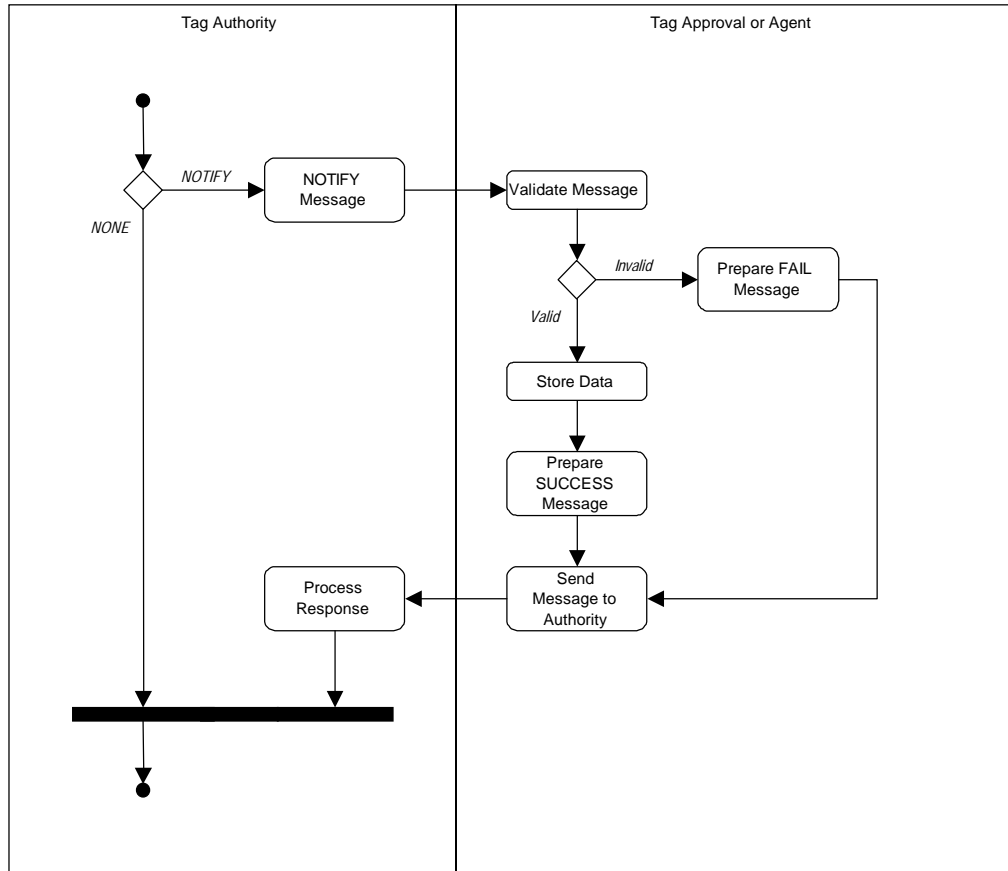 Tag Authority
Tag Approval or Agent
NOTIFY
NOTIFY
Message
Validate Message
NONE
Invalid
Prepare FAIL
Message
Valid
Store Data
Prepare
SUCCESS
Message
Process
Response
Send
Message to
Authority